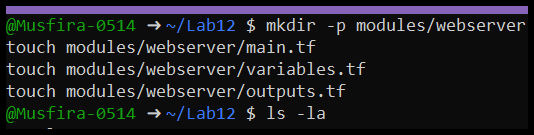 @Musfira-0514 ➜ ~/Lab12 $ mkdir -p modules/webserver
touch modules/webserver/main.tf
touch modules/webserver/variables.tf
touch modules/webserver/outputs.tf
@Musfira-0514 ➜ ~/Lab12 $ ls -la